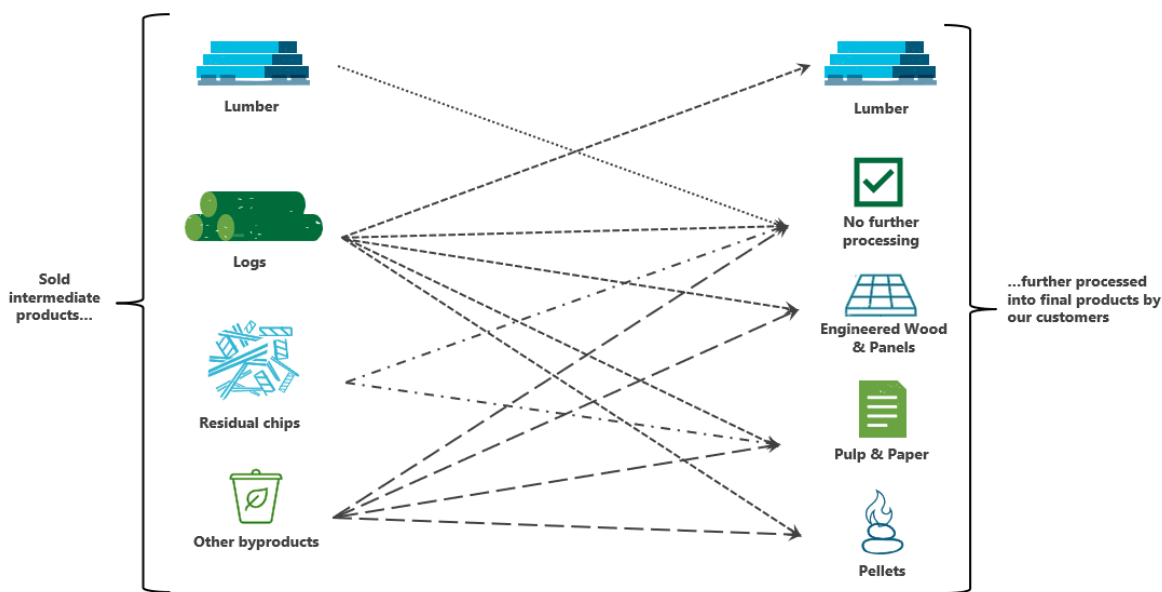 Sold
intermediate
products...
Lumber
Logs
Residual chips
Other byproducts
Lumber
No further
processing
Engineered Wood
& Panels
Pulp & Paper
Pellets
...further processed
into final products by
our customers